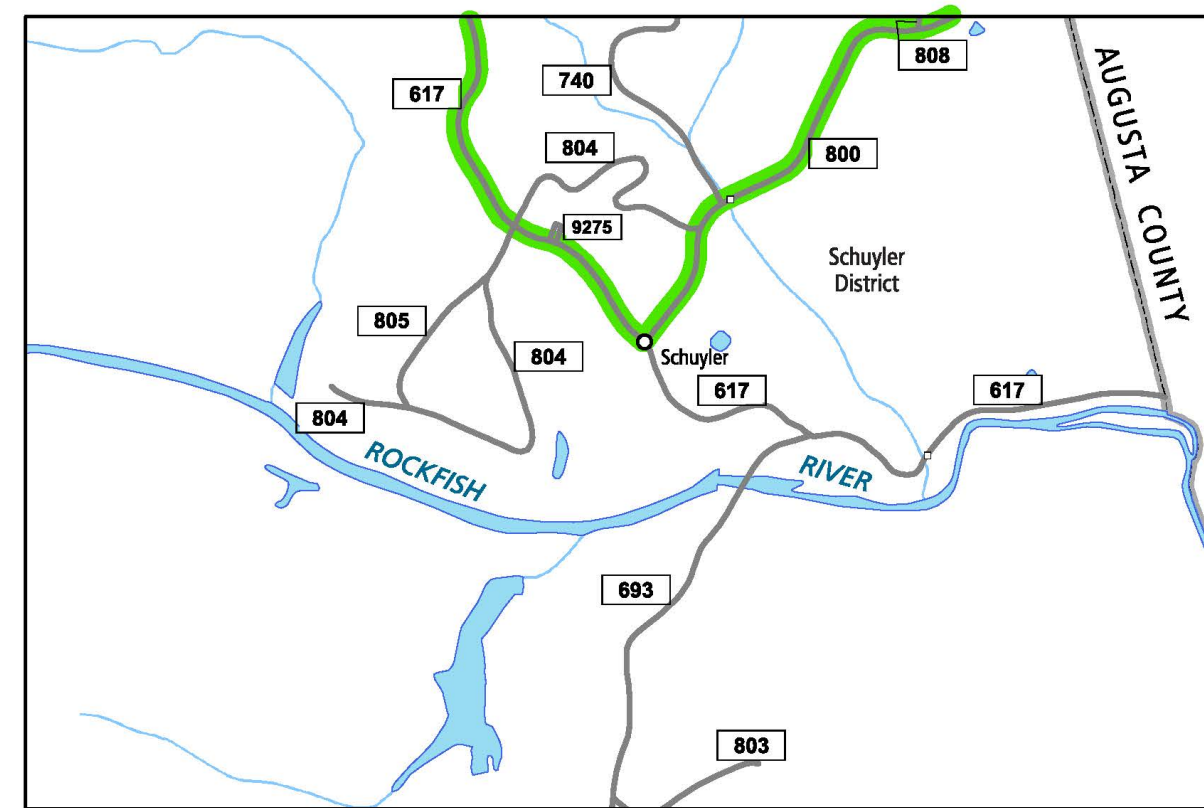 808
617
740
AUGUSTA COUNTY
804
800
9275
Schuyler
District
805
Schuyler
804
617
617
804
ROCKFISH
RIVER
693
803